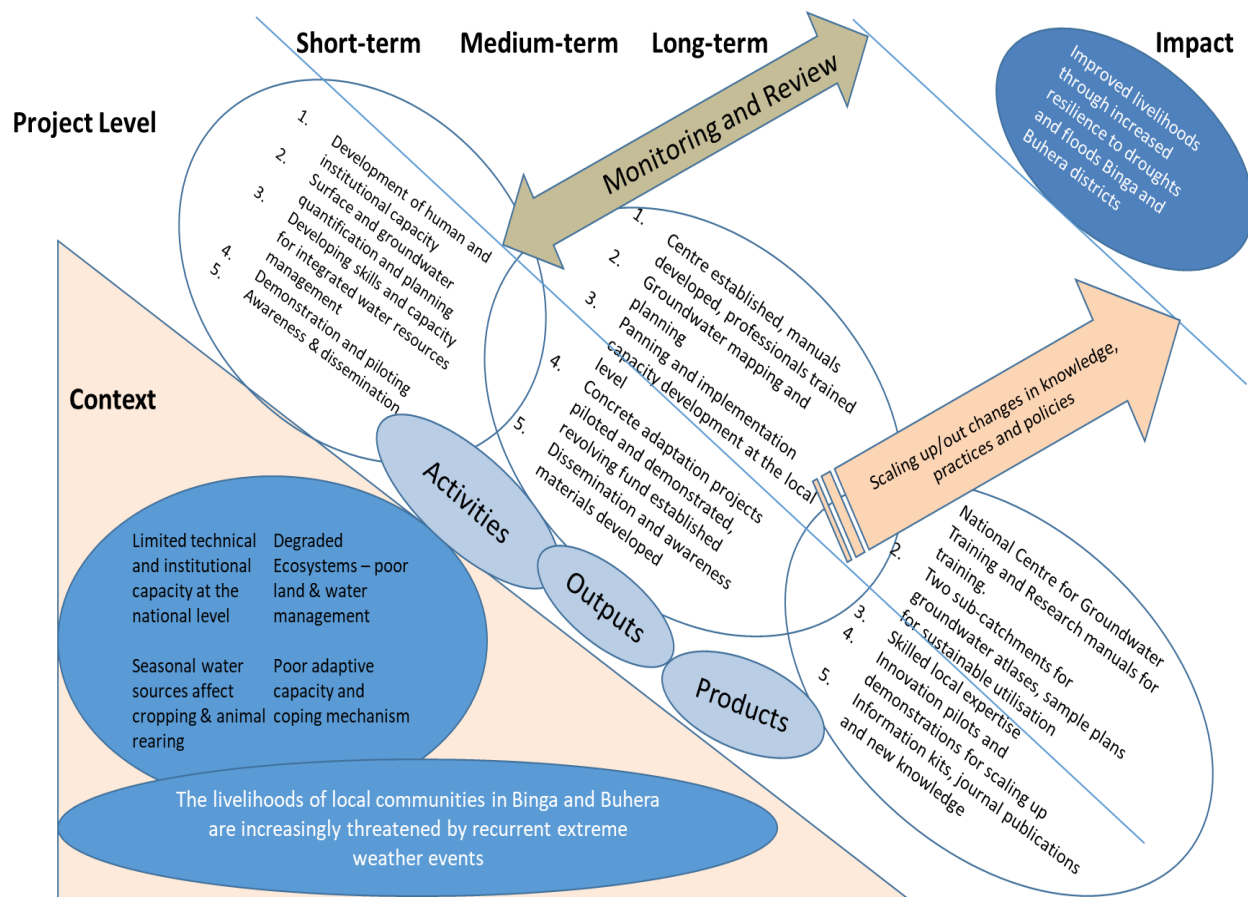 Short-term
Medium-term
Long-term
Impact
Project Level
Context
Monitoring and Review
Improved livelihoods
through increased
resilience to droughts
and floods Binga and
Buhera districts
1. Development of human and
institutional capacity
2. Surface and groundwater
quantification and planning
3. Developing skills and capacity
for integrated water resources
management
4. Demonstration and piloting
5. Awareness & dissemination
Activities
1. Centre established, manuals
developed, professionals trained
2. Groundwater mapping and
planning
3. Panning and implementation
capacity development at the local
level
4. Concrete adaptation projects
piloted and demonstrated,
revolving fund established
5. Dissemination and awareness
materials developed
Outputs
Scaling up/out changes in knowledge,
practices and policies
National Centre for Groundwater
Training and Research manuals for
training.
2. Two sub-catchments for
groundwater atlases, sample plans
for sustainable utilisation
3. Skilled local expertise
4. Innovation pilots and
demonstrations for scaling up
5. Information kits, journal publications
and new knowledge
Products
Limited technical
and institutional
capacity at the
national level
Degraded
Ecosystems – poor
land & water
management
Seasonal water
sources affect
cropping & animal
rearing
Poor adaptive
capacity and
coping mechanism
The livelihoods of local communities in Binga and Buhera
are increasingly threatened by recurrent extreme
weather events